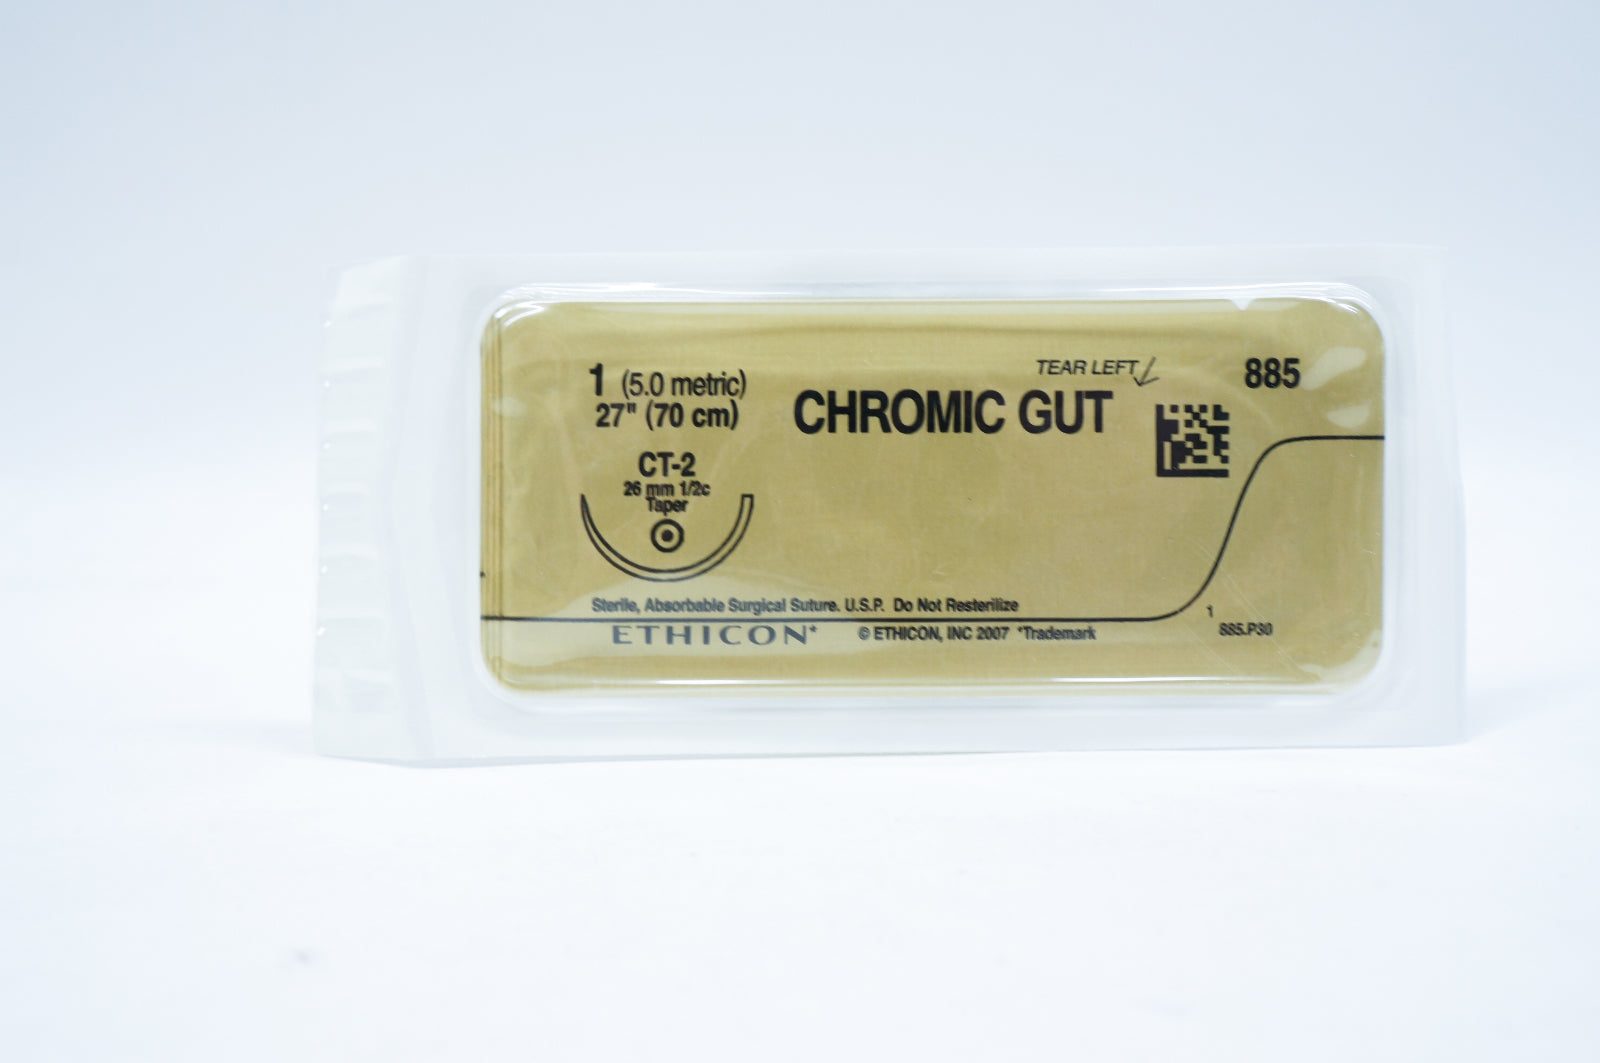 1 (5.0 metric)
27" (70 cm)
CT-2
26 mm 1/2c
Taper
TEAR LEFT
CHROMIC GUT
885
Sterile, Absorbable Surgical Suture. U.S.P. Do Not Resterilize
ETHICON* © ETHICON, INC 2007 *Trademark
1
885.P30